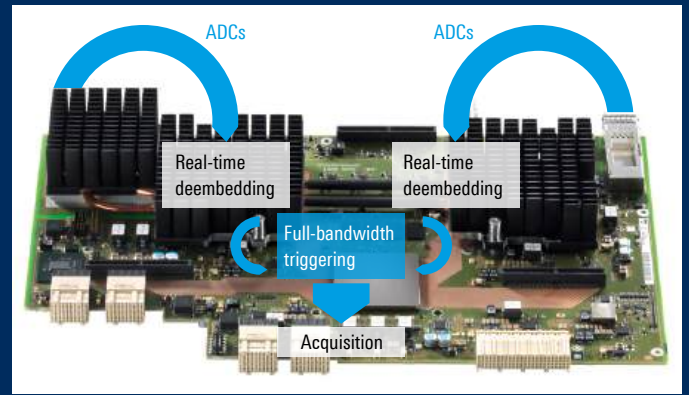 ADCs
ADCs
Real-time
deembedding
Real-time
deembedding
Full-bandwidth
triggering
Acquisition